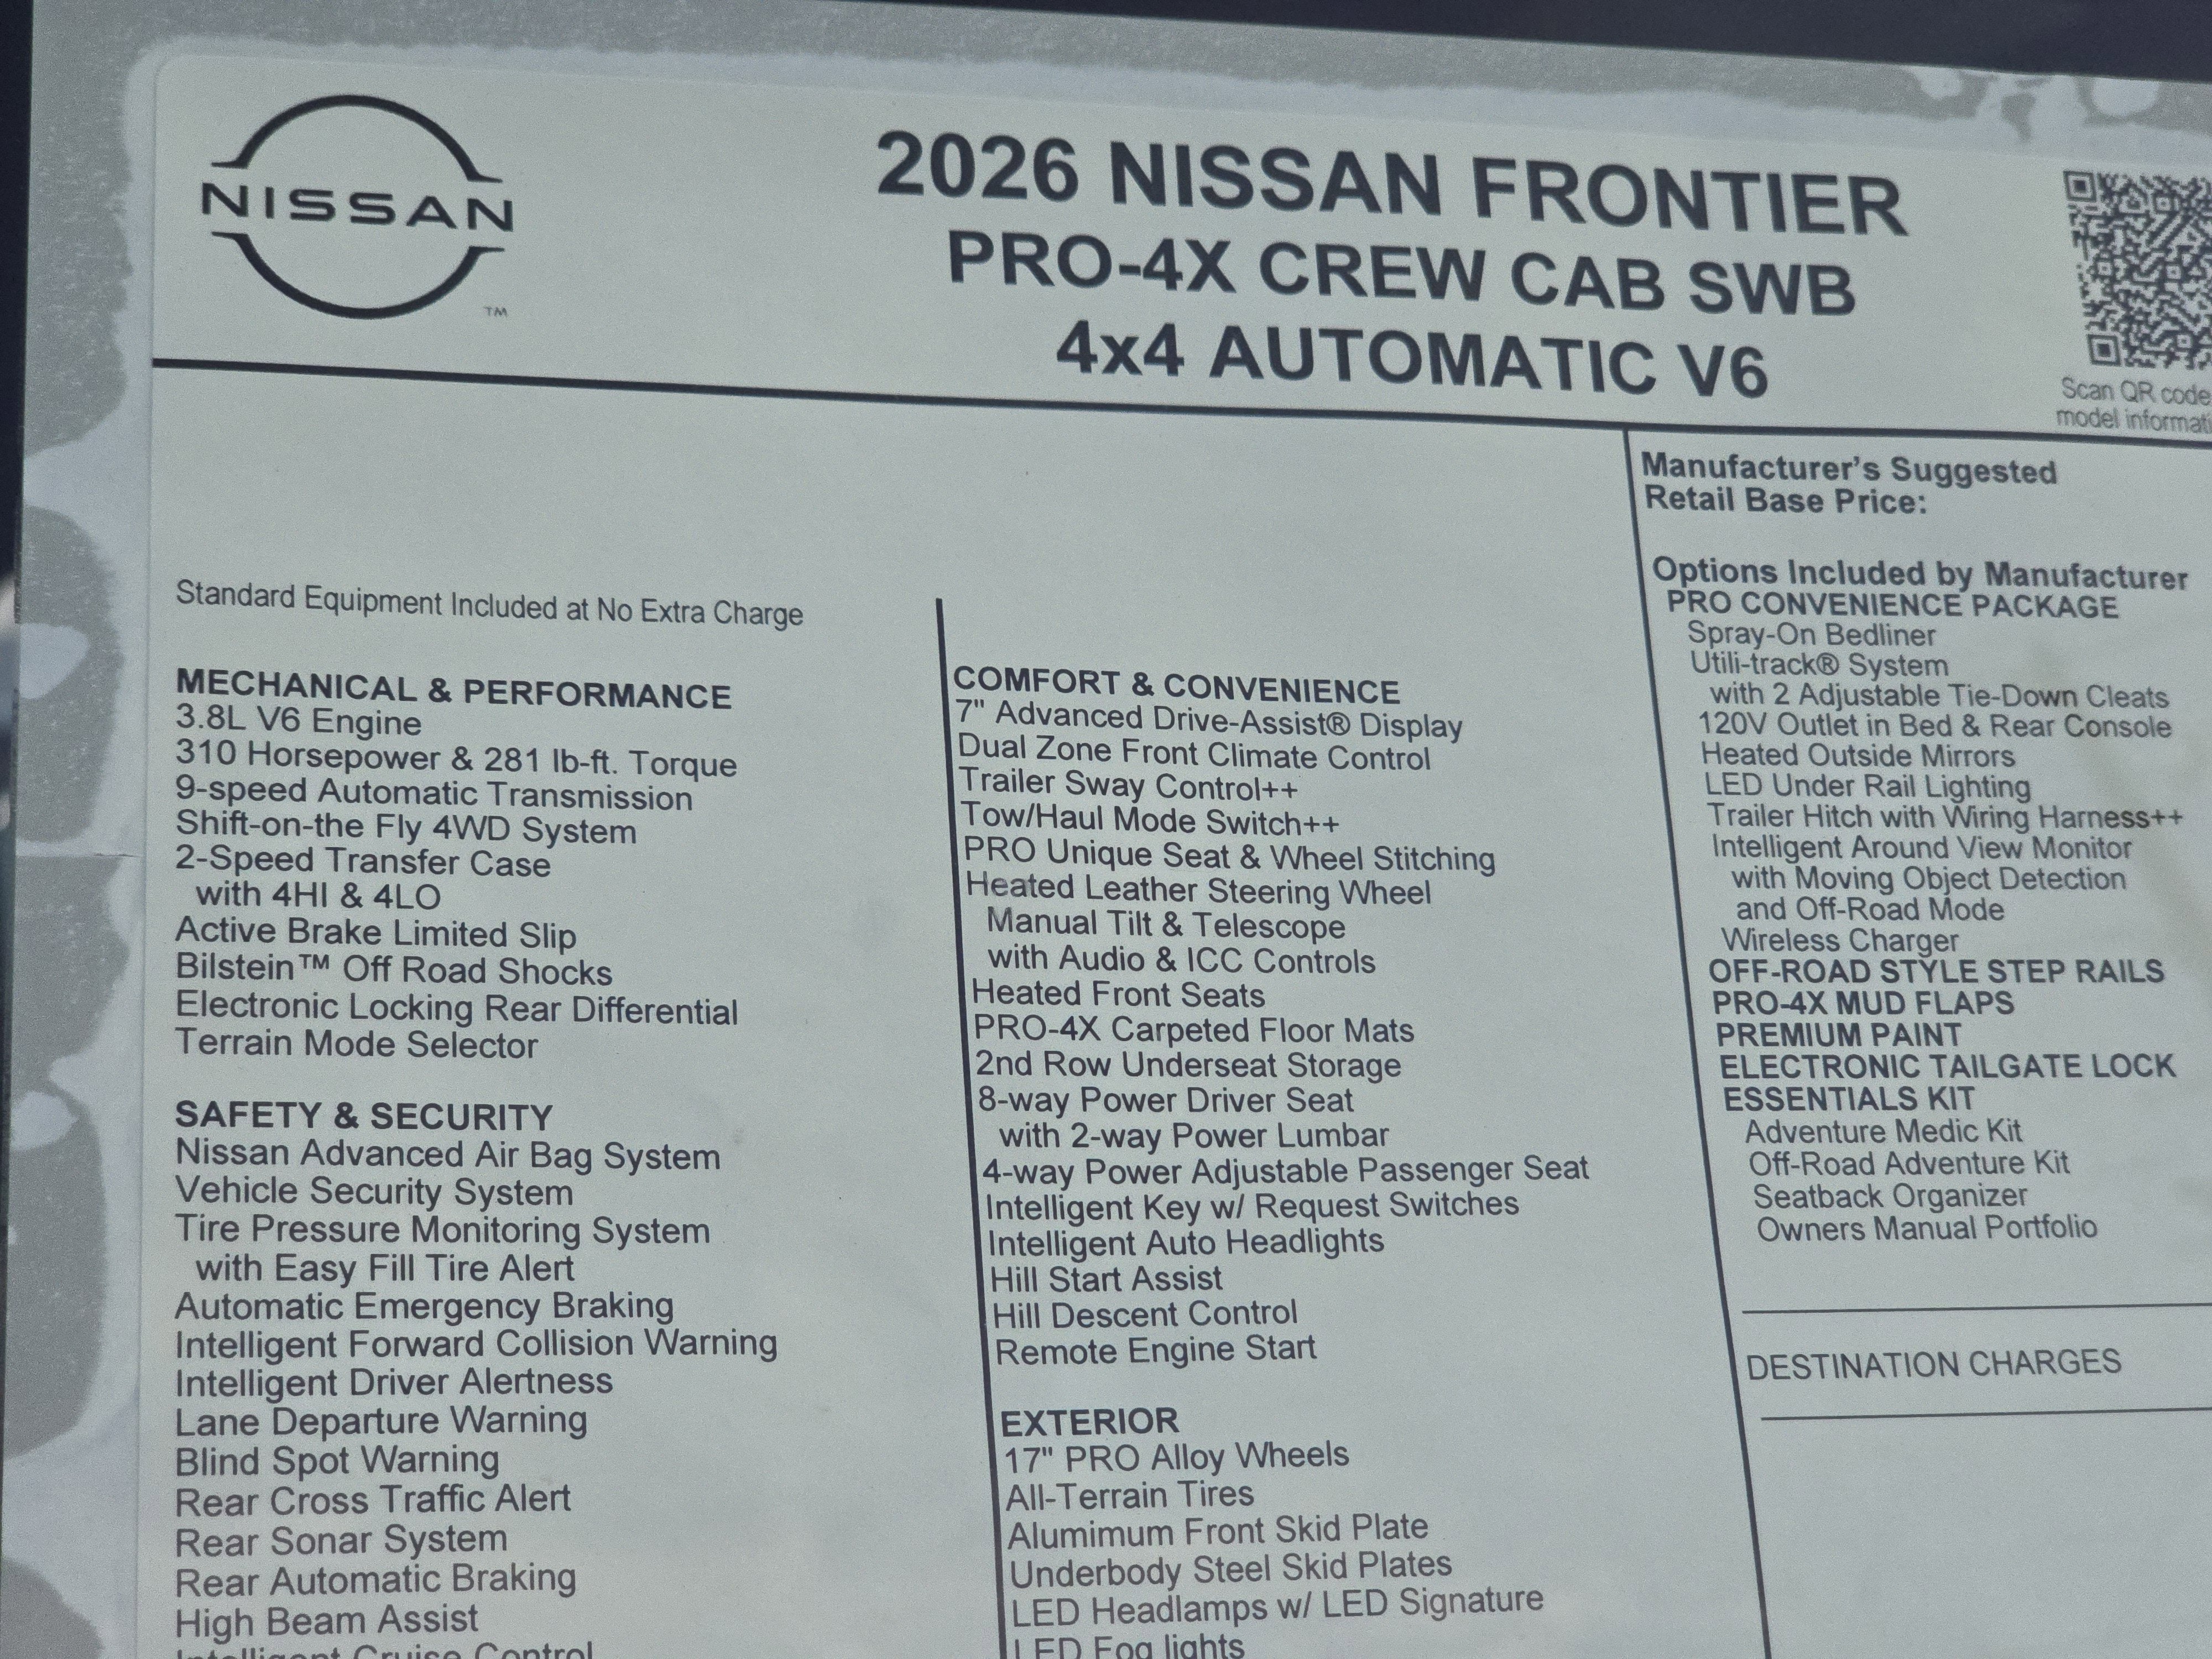 NISSAN
TM
2026 NISSAN FRONTIER
PRO-4X CREW CAB SWB
4x4 AUTOMATIC V6
Scan QR code
model
Standard Equipment Included at No Extra Charge
MECHANICAL & PERFORMANCE
3.8L V6 Engine
310 Horsepower & 281 lb-ft. Torque
9-speed Automatic Transmission
Shift-on-the Fly 4WD System
2-Speed Transfer Case
with 4HI & 4LO
Active Brake Limited Slip
Bilstein™ Off Road Shocks
Electronic Locking Rear Differential
Terrain Mode Selector
SAFETY & SECURITY
Nissan Advanced Air Bag System
Vehicle Security System
Tire Pressure Monitoring System
with Easy Fill Tire Alert
Automatic Emergency Braking
Intelligent Forward Collision Warning
Intelligent Driver Alertness
Lane Departure Warning
Blind Spot Warning
Rear Cross Traffic Alert
Rear Sonar System
Rear Automatic Braking
High Beam Assist
Intelligent Cruise Control
COMFORT & CONVENIENCE
7" Advanced Drive-Assist® Display
Dual Zone Front Climate Control
Trailer Sway Control++
Tow/Haul Mode Switch++
PRO Unique Seat & Wheel Stitching
Heated Leather Steering Wheel
Manual Tilt & Telescope
with Audio & ICC Controls
Heated Front Seats
PRO-4X Carpeted Floor Mats
2nd Row Underseat Storage
8-way Power Driver Seat
with 2-way Power Lumbar
4-way Power Adjustable Passenger Seat
Intelligent Key w/ Request Switches
Intelligent Auto Headlights
Hill Start Assist
Hill Descent Control
Remote Engine Start
EXTERIOR
17" PRO Alloy Wheels
All-Terrain Tires
Alumimum Front Skid Plate
Underbody Steel Skid Plates
LED Headlamps w/ LED Signature
LED Fog lights
Manufacturer's Suggested
Retail Base Price:
Options Included by Manufacturer
PRO CONVENIENCE PACKAGE
Spray-On Bedliner
Utili-track® System
with 2 Adjustable Tie-Down Cleats
120V Outlet in Bed & Rear Console
Heated Outside Mirrors
LED Under Rail Lighting
Trailer Hitch with Wiring Harness++
Intelligent Around View Monitor
with Moving Object Detection
and Off-Road Mode
Wireless Charger
OFF-ROAD STYLE STEP RAILS
PRO-4X MUD FLAPS
PREMIUM PAINT
ELECTRONIC TAILGATE LOCK
ESSENTIALS KIT
Adventure Medic Kit
Off-Road Adventure Kit
Seatback Organizer
Owners Manual Portfolio
DESTINATION CHARGES